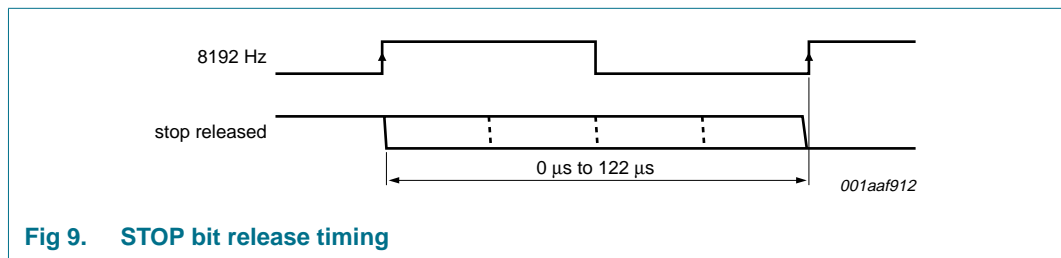 8192 Hz
stop released
0 μs to 122 μs
001aaf912
Fig 9. STOP bit release timing